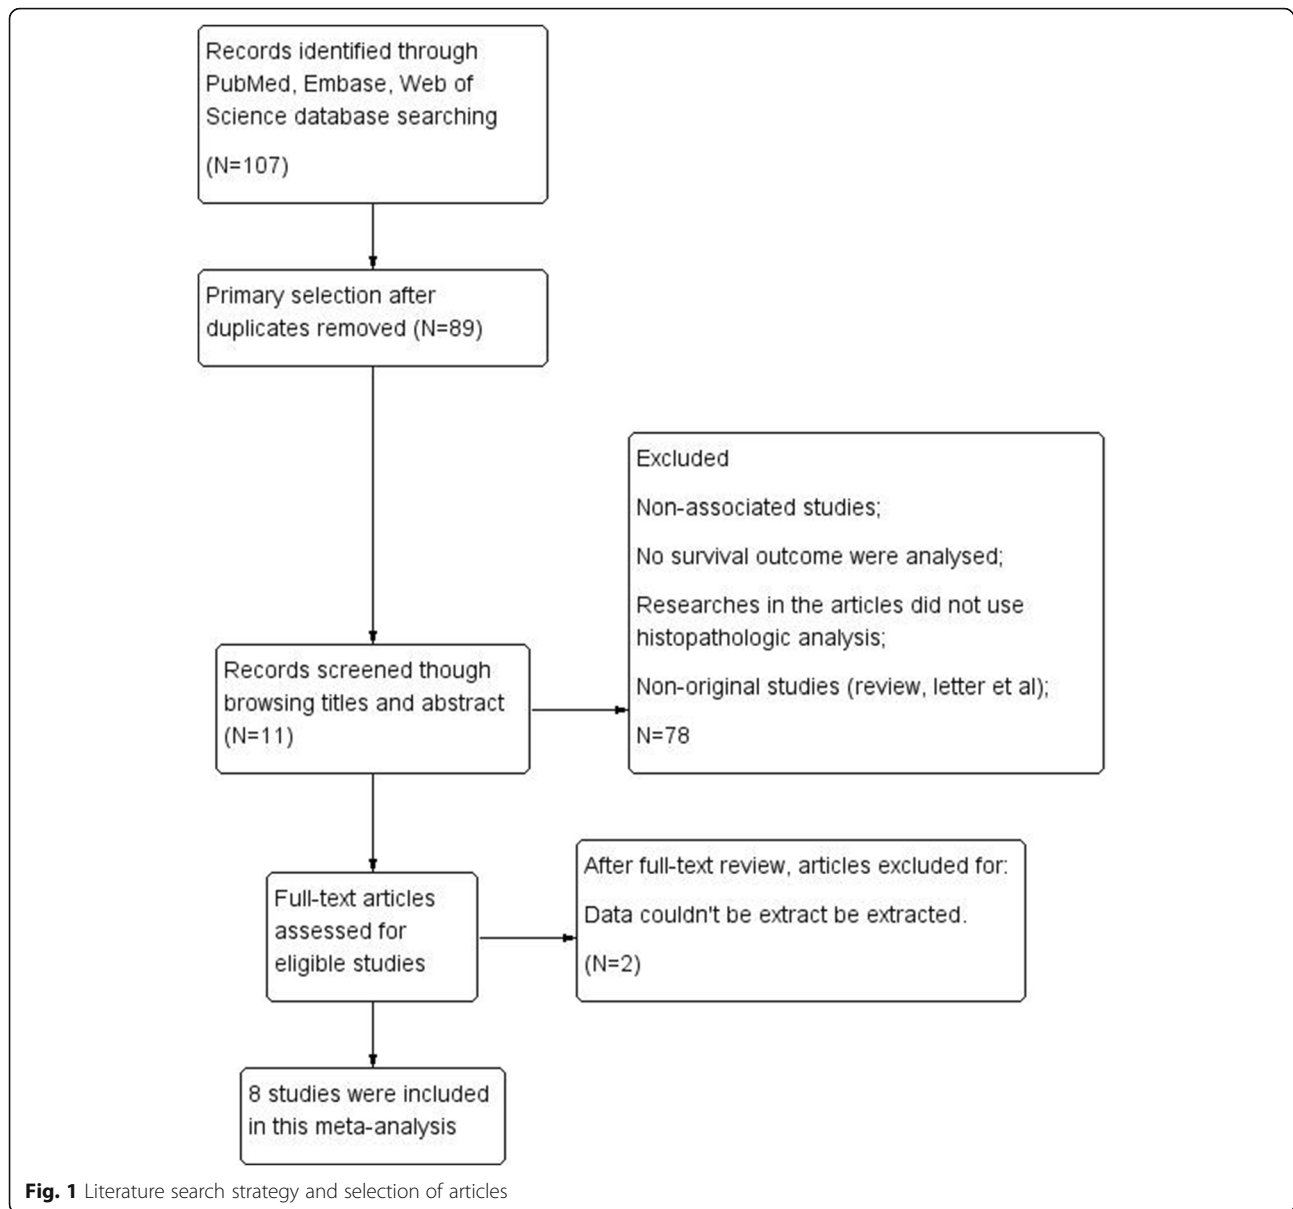 Records identified through
PubMed, Embase, Web of
Science database searching
(N=107)
Primary selection after
duplicates removed (N=89)
Excluded
Non-associated studies;
No survival outcome were analysed;
Researches in the articles did not use
histopathologic analysis;
Non-original studies (review, letter et al);
N=78
Records screened though
browsing titles and abstract
(N=11)
After full-text review, articles excluded for:
Data couldn't be extract be extracted.
(N=2)
Full-text articles
assessed for
eligible studies
8 studies were included
in this meta-analysis
Fig. 1 Literature search strategy and selection of articles